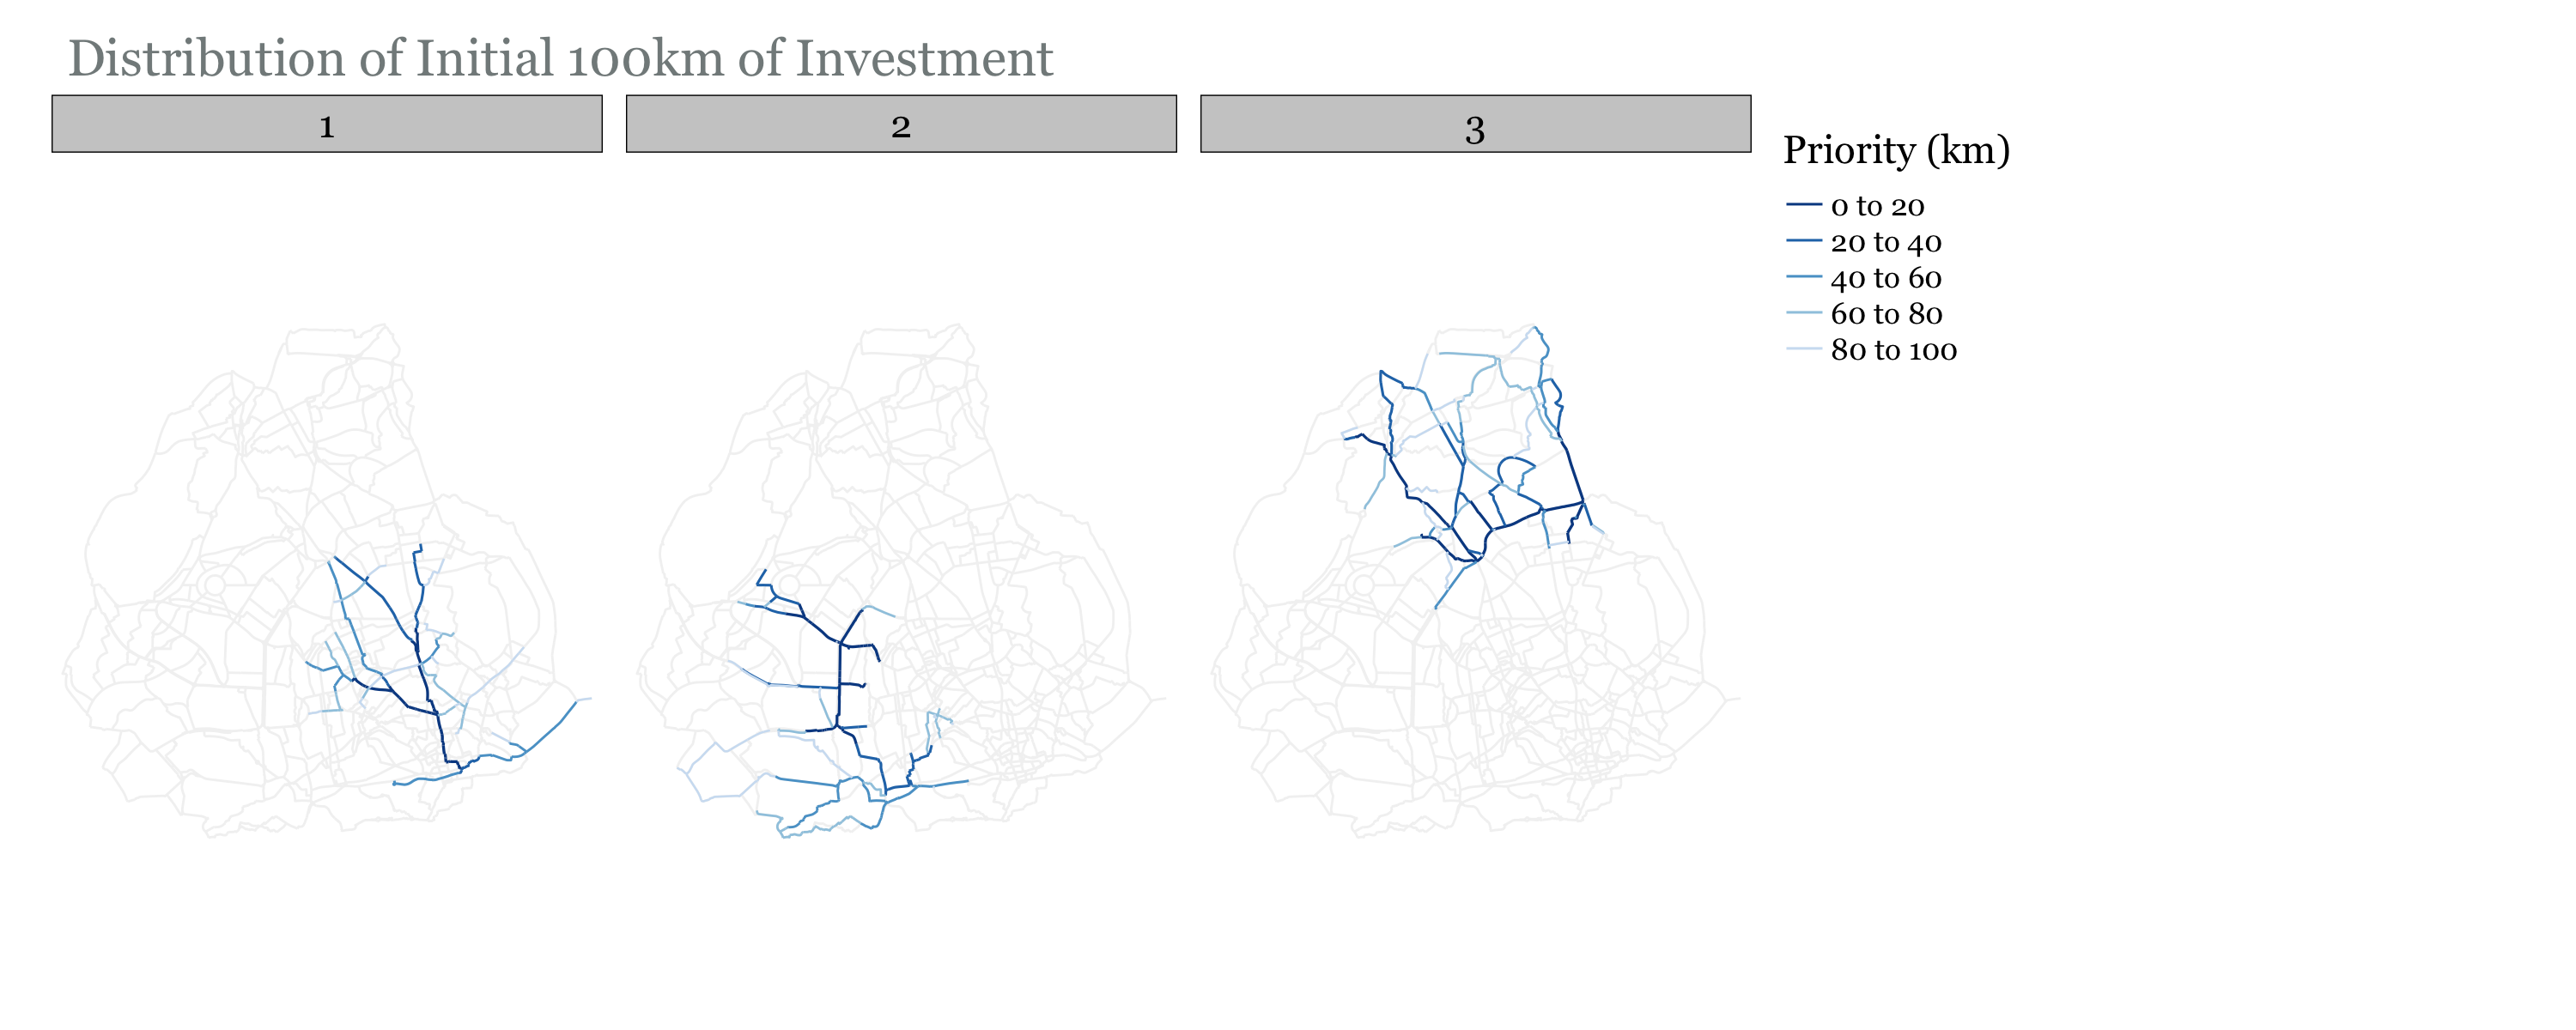 Distribution of Initial 100km of Investment
1
2
3
Priority (km)
0 to 20
20 to 40
40 to 60
60 to 80
80 to 100